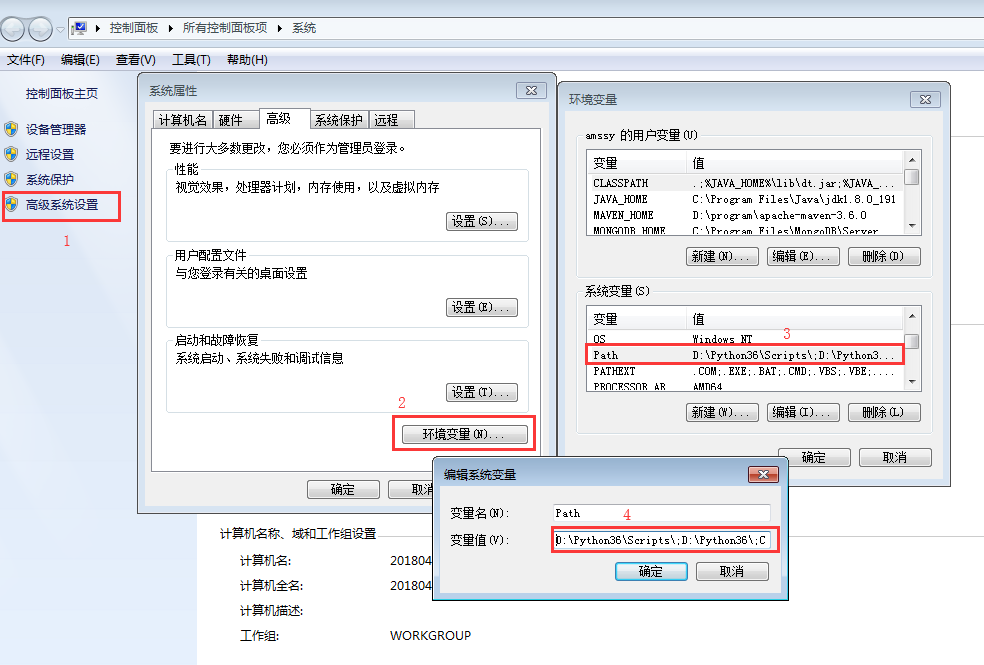 控制面板 所有控制面板项 系统
文件(F) 编辑(E) 查看(V) 工具(T) 帮助(H)
控制面板主页
设备管理器
远程设置
系统保护
高级系统设置
1
系统属性
计算机名 硬件 高级 系统保护 远程
要进行大多数更改，您必须作为管理员登录。
性能
视觉效果，处理器计划，内存使用，以及虚拟内存
设置(S)...
用户配置文件
与您登录有关的桌面设置
设置(E)...
启动和故障恢复
系统启动、系统失败和调试信息
设置(T)...
2
环境变量(N)...
确定 取消
环境变量
amssy 的用户变量(U)
变量 值
CLASSPATH .;%JAVA_HOME%\lib\dt.jar;%JAVA_...
JAVA_HOME C:\Program Files\Java\jdk1.8.0_191
MAVEN_HOME D:\program\apache-maven-3.6.0
MONGODB_HOME C:\Program Files\MongoDB\Server
新建(N)... 编辑(E)... 删除(D)
系统变量(S)
变量 值
3
OS Windows_NT
Path D:\Python36\Scripts\;D:\Python3...
PATHEXT .COM;.EXE;.BAT;.CMD;.VBS;.VBE;....
PROCESSOR_AR AMD64
新建(W)... 编辑(I)... 删除(L)
确定 取消
编辑系统变量
变量名(N): Path
4
变量值(V): D:\Python36\Scripts\;D:\Python36\;C
确定 取消
计算机名称、域和工作组设置
计算机名: 201804
计算机全名: 201804
计算机描述:
工作组: WORKGROUP